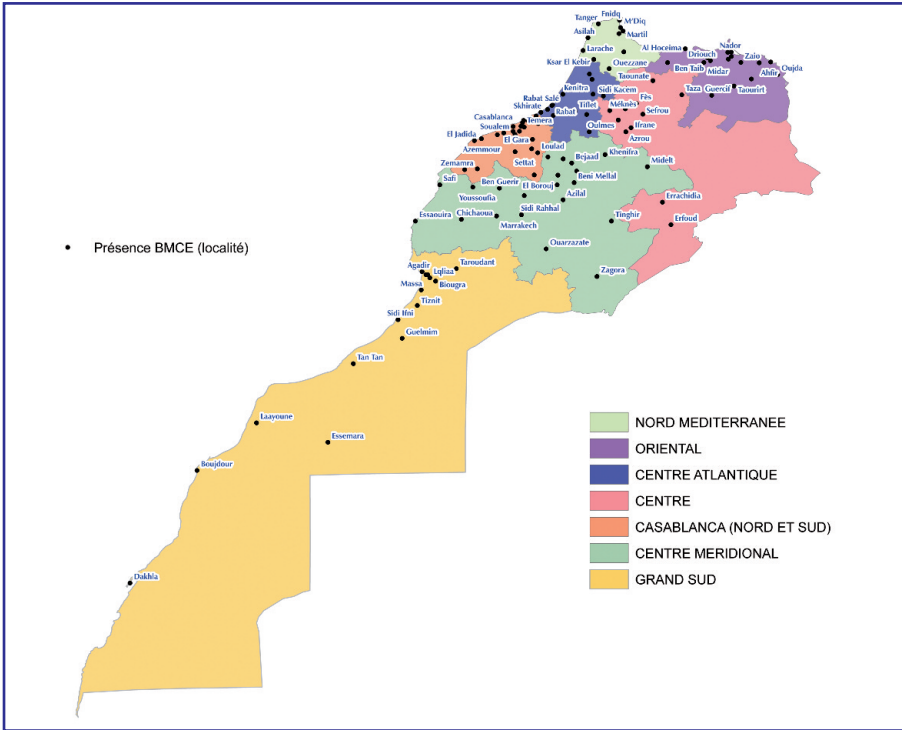 Fnidq
Tanger
M'Diq
Asilah
Martil
Larache
Al Hoceima
Nador
Driouch
Zaio
Ksar El Kebir
Ouezzane
Ben-Taib
Midar
Ahfir
Oujda
Taounate
Kenitra
Sidi Kacem
Fès
Taza
Guercif
Taourirt
Rabat Salé
Skhirate
Rabat
Tiflet
Méknès
Sefrou
Casablanca
Temera
Soualem
Oulmes
Ifrane
El Jadida
El Gara
Azrou
Azemmour
Loulad
Khenifra
Settat
Bejaad
Midelt
Zemamra
Safi
Ben Guerir
Beni Mellal
El Borouj
Youssoufia
Azilal
Errachidia
Sidi Rahhal
Essaouira
Chichaoua
Tinghir
Erfoud
Marrakech
Présence BMCE (localité)
Ouarzazate
Agadir
Taroudant
Lqliaa
Zagora
Massa
Biougra
Tiznit
Sidi Ifni
Guelmim
Tan Tan
Laayoune
Essemara
Boujdour
Dakhla
NORD MEDITERRANEE
ORIENTAL
CENTRE ATLANTIQUE
CENTRE
CASABLANCA (NORD ET SUD)
CENTRE MERIDIONAL
GRAND SUD